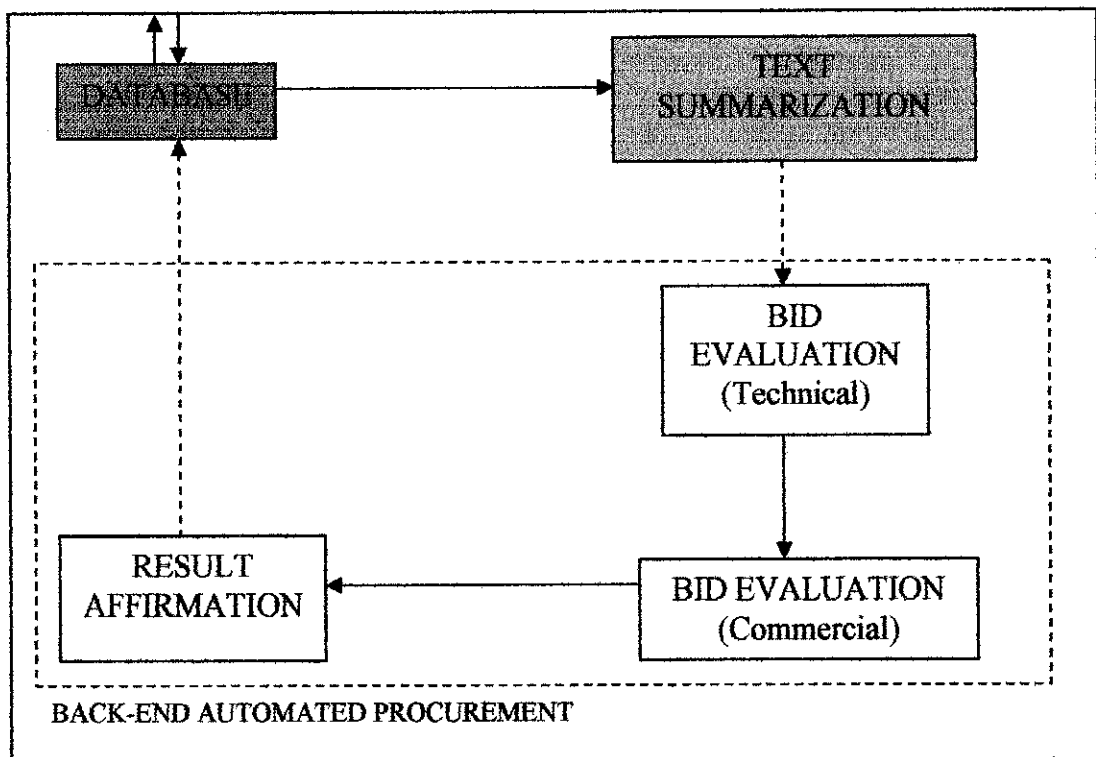 DATABASE
TEXT
SUMMARIZATION
BID
EVALUATION
(Technical)
RESULT
AFFIRMATION
BID EVALUATION
(Commercial)
BACK-END AUTOMATED PROCUREMENT